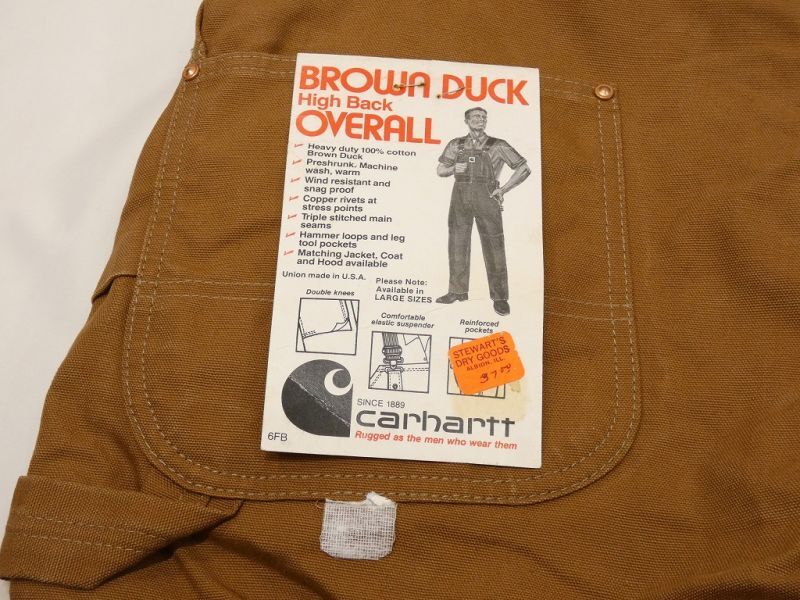 BROWN DUCK
High Back
OVERALL
Heavy duty 100% cotton
Brown Duck
Preshrunk. Machine
wash, warm
Wind resistant and
snag proof
Copper rivets at
stress points
Triple stitched main
seams
Hammer loops and leg
tool pockets
Matching Jacket, Coat
and Hood available
Union made in U.S.A.
Please Note:
Available in
LARGE SIZES
Double knees
Comfortable
elastic suspender
Reinforced
pockets
STEWART'S
DRY GOODS
ALBION, ILL
37.00
SINCE 1889
carhartt
Rugged as the men who wear them
6FB